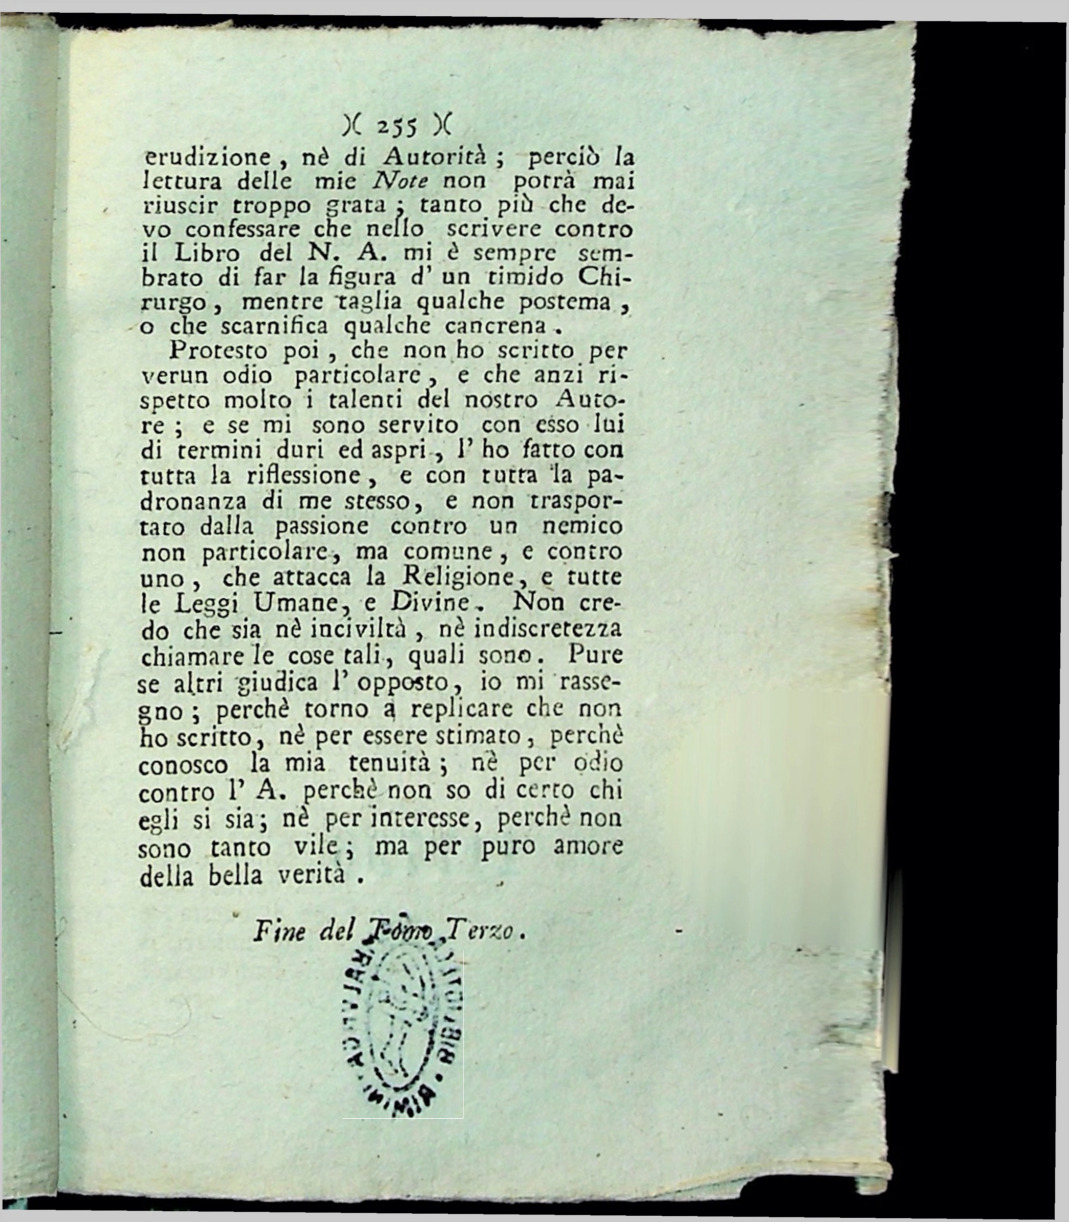 )( 255 )(
erudizione, nè di Autorità; perciò la
lettura delle mie Note non potrà mai
riuscir troppo grata; tanto più che de-
vo confessare che nello scrivere contro
il Libro del N. A. mi è sempre sem-
brato di far la figura d' un timido Chi-
rurgo, mentre taglia qualche postema,
o che scarnifica qualche cancrena.
Protesto poi, che non ho scritto per
verun odio particolare, e che anzi ri-
spetto molto i talenti del nostro Auto-
re; e se mi sono servito con esso lui
di termini duri ed aspri, l' ho fatto con
tutta la riflessione, e con tutta la pa-
dronanza di me stesso, e non traspor-
tato dalla passione contro un nemico
non particolare, ma comune, e contro
uno, che attacca la Religione, e tutte
le Leggi Umane, e Divine. Non cre-
do che sia nè inciviltà, nè indiscretezza
chiamare le cose tali, quali sono. Pure
se altri giudica l' opposto, io mi rasse-
gno; perchè torno a replicare che non
ho scritto, nè per essere stimato, perchè
conosco la mia tenuità; nè per odio
contro l' A. perchè non so di certo chi
egli si sia; nè per interesse, perchè non
sono tanto vile; ma per puro amore
della bella verità.
Fine del Tomo Terzo.